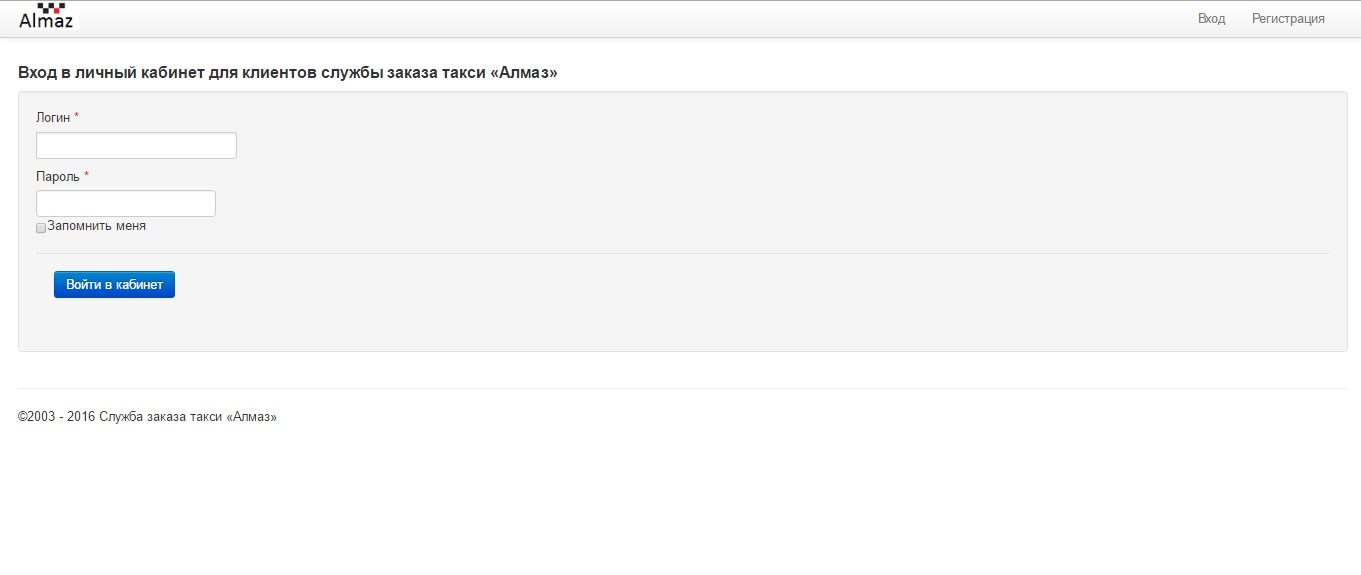 Almaz
Вход Регистрация
Вход в личный кабинет для клиентов службы заказа такси «Алмаз»
Логин *
Пароль *
Запомнить меня
Войти в кабинет
©2003 - 2016 Служба заказа такси «Алмаз»